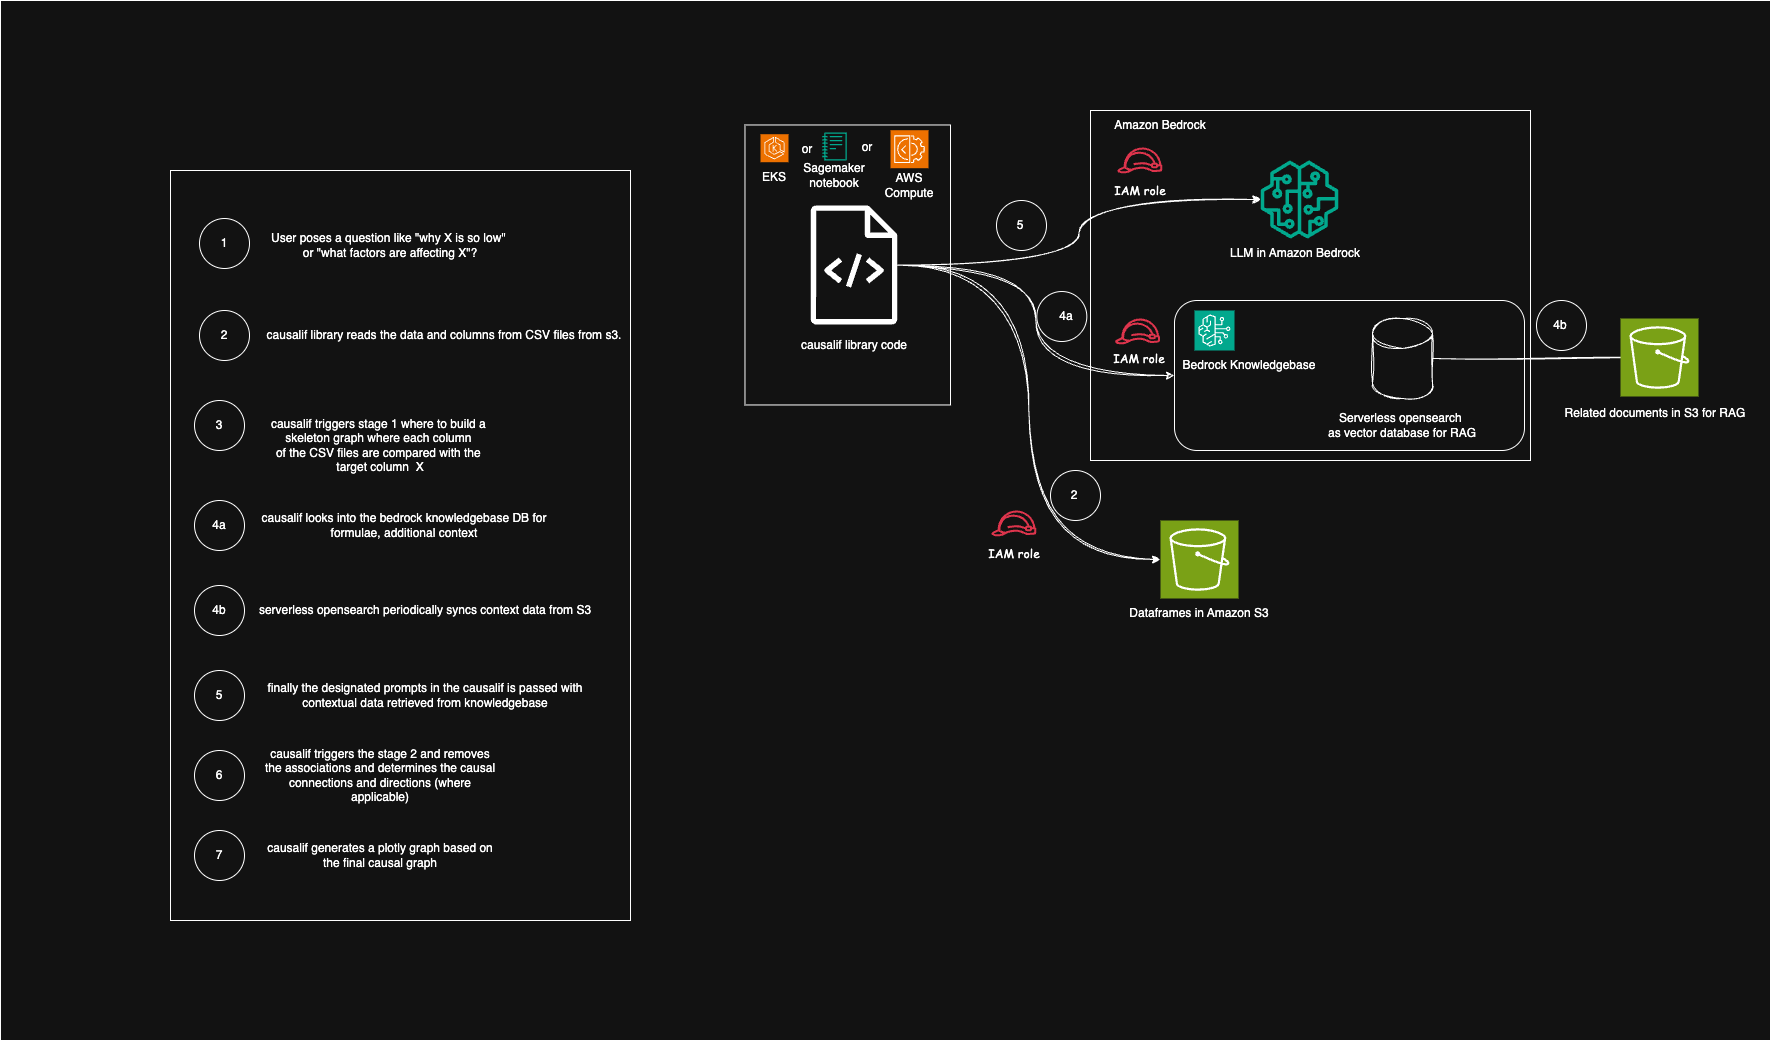 1
User poses a question like "why X is so low"
or "what factors are affecting X"?
2
causalif library reads the data and columns from CSV files from s3.
3
causalif triggers stage 1 where to build a
skeleton graph where each column
of the CSV files are compared with the
target column  X
4a
causalif looks into the bedrock knowledgebase DB for
formulae, additional context
4b
serverless opensearch periodically syncs context data from S3
5
finally the designated prompts in the causalif is passed with
contextual data retrieved from knowledgebase
6
causalif triggers the stage 2 and removes
the associations and determines the causal
connections and directions (where
applicable)
7
causalif generates a plotly graph based on
the final causal graph
EKS
or
Sagemaker
notebook
or
AWS
Compute
</>
causalif library code
5
4a
2
IAM role
Dataframes in Amazon S3
Amazon Bedrock
IAM role
LLM in Amazon Bedrock
IAM role
Bedrock Knowledgebase
Serverless opensearch
as vector database for RAG
4b
Related documents in S3 for RAG